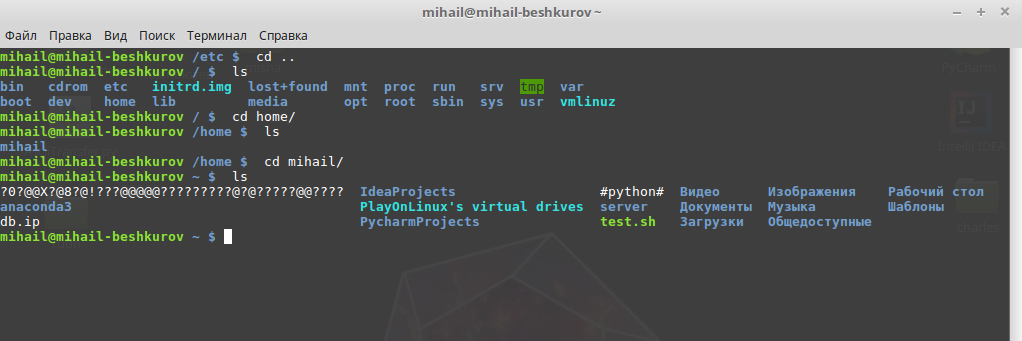 mihail@mihail-beshkurov ~
Файл Правка Вид Поиск Терминал Справка
mihail@mihail-beshkurov /etc $ cd ..
mihail@mihail-beshkurov / $ ls
bin cdrom etc initrd.img lost+found mnt proc run srv tmp var
boot dev home lib media opt root sbin sys usr vmlinuz
mihail@mihail-beshkurov / $ cd home/
mihail@mihail-beshkurov /home $ ls
mihail
mihail@mihail-beshkurov /home $ cd mihail/
mihail@mihail-beshkurov ~ $ ls
?0?@@X?@8?@!???@@@@@?????????@?@?????@@???? IdeaProjects #python# Видео Изображения Рабочий стол
anaconda3 PlayOnLinux's virtual drives server Документы Музыка Шаблоны
db.ip PycharmProjects test.sh Загрузки Общедоступные
mihail@mihail-beshkurov ~ $
PyCharm
IntelliJ IDEA
charles